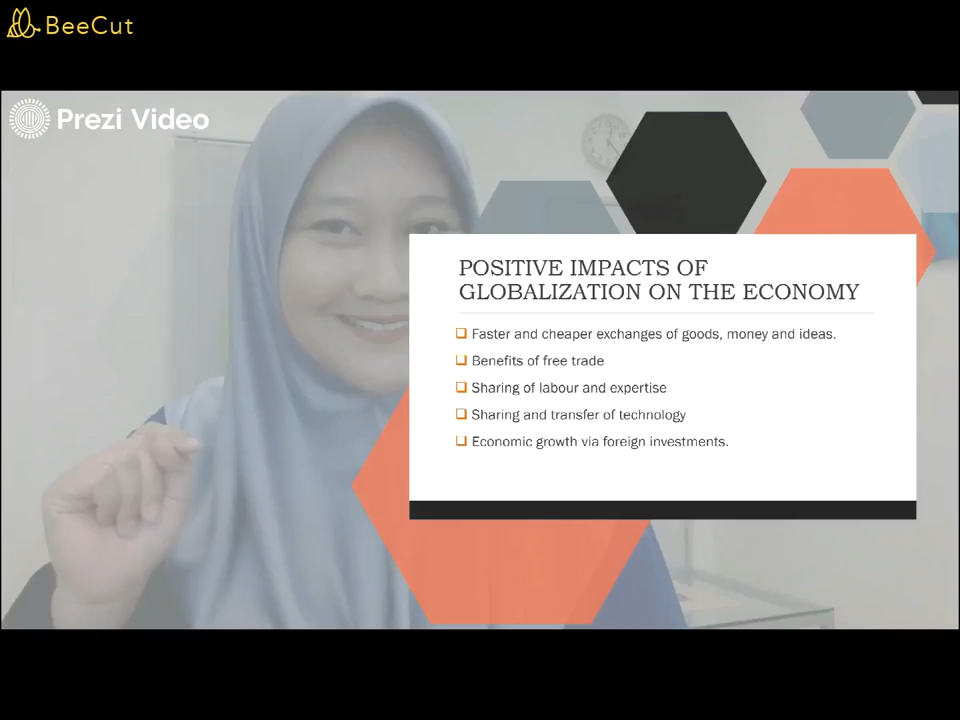 BeeCut
Prezi Video
POSITIVE IMPACTS OF
GLOBALIZATION ON THE ECONOMY
Faster and cheaper exchanges of goods, money and ideas.
Benefits of free trade
Sharing of labour and expertise
Sharing and transfer of technology
Economic growth via foreign investments.